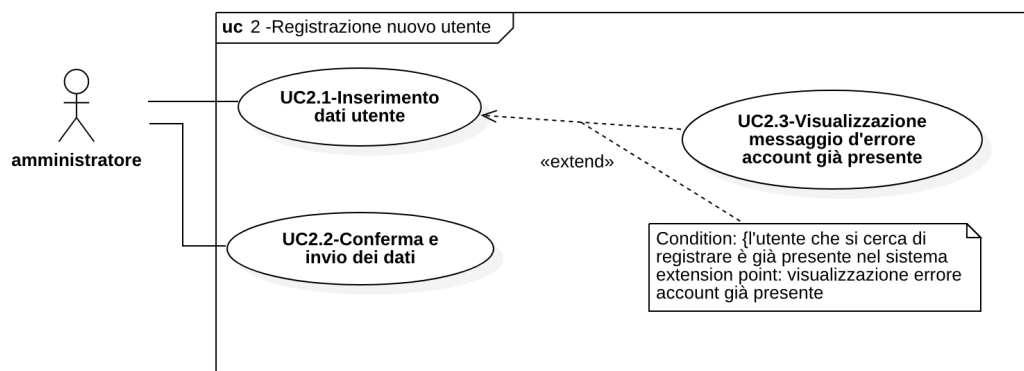 uc 2 -Registrazione nuovo utente
amministratore
UC2.1-Inserimento
dati utente
UC2.3-Visualizzazione
messaggio d'errore
account già presente
«extend»
UC2.2-Conferma e
invio dei dati
Condition: {l'utente che si cerca di
registrare è già presente nel sistema
extension point: visualizzazione errore
account già presente